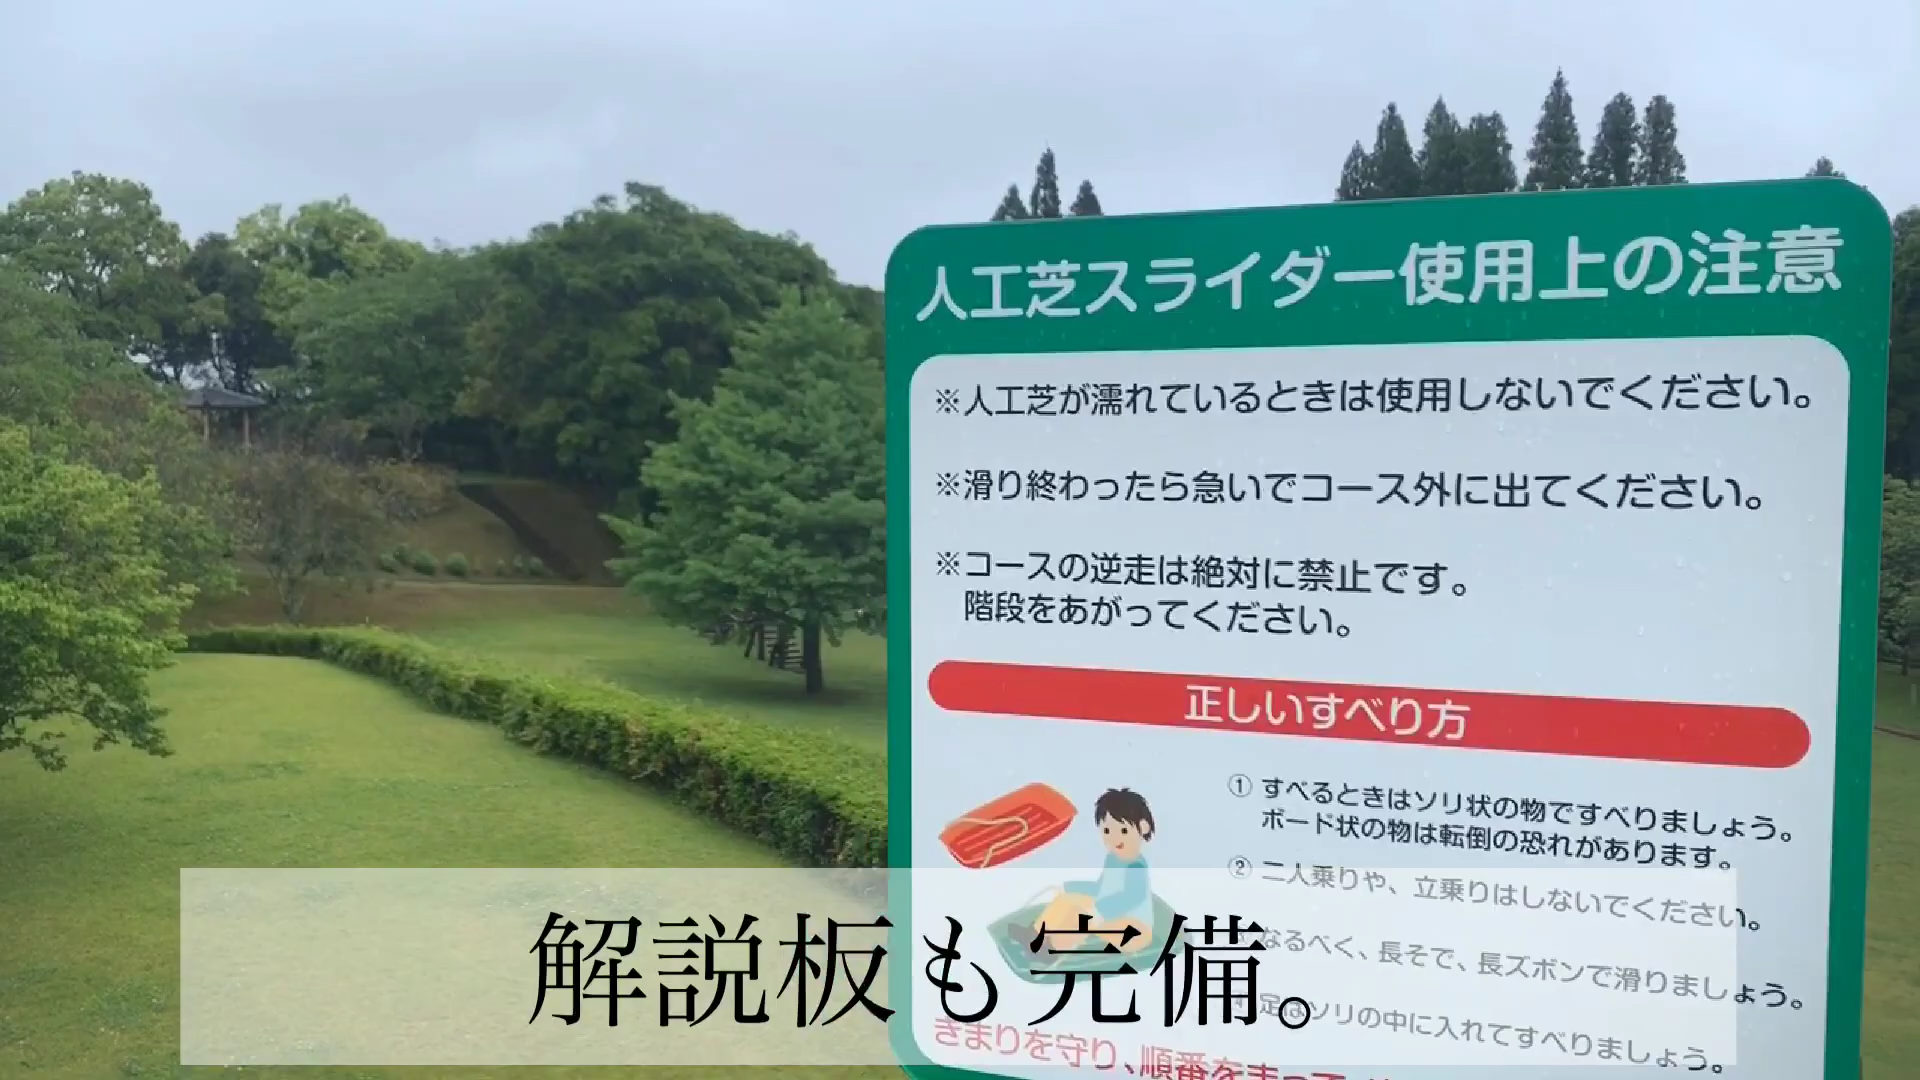 人工芝スライダー使用上の注意
※人工芝が濡れているときは使用しないでください。
※滑り終わったら急いでコース外に出てください。
※コースの逆走は絶対に禁止です。
階段をあがってください。
正しいすべり方
① すべるときはソリ状の物ですべりましょう。
ボード状の物は転倒の恐れがあります。
② 二人乗りや、立乗りはしないでください。
なるべく、長そで、長ズボンで滑りましょう。
足はソリの中に入れてすべりましょう。
きまりを守り、順番を
解説板も完備。